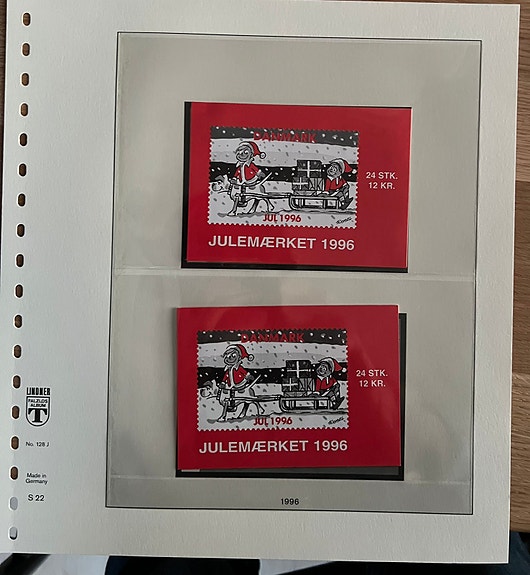 DANMARK
JUL 1996
24 STK.
12 KR.
JULEMÆRKET 1996
DANMARK
JUL 1996
24 STK.
12 KR.
JULEMÆRKET 1996
LINDNER
FALZLOS
ALBUM
T
No. 128 J
Made in
Germany
S 22
1996